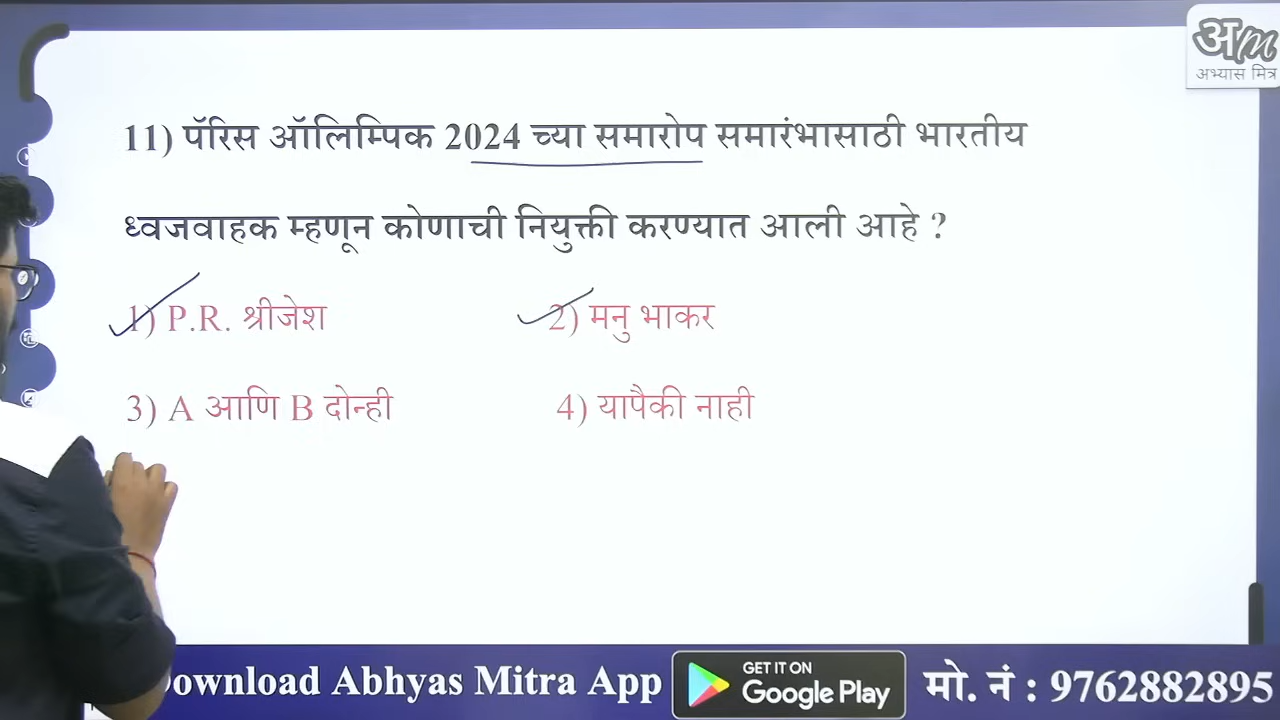 अm
अभ्यास मित्र
11) पॅरिस ऑलिम्पिक 2024 च्या समारोप समारंभासाठी भारतीय
ध्वजवाहक म्हणून कोणाची नियुक्ती करण्यात आली आहे ?
1) P.R. श्रीजेश
2) मनु भाकर
3) A आणि B दोन्ही
4) यापैकी नाही
Download Abhyas Mitra App
GET IT ON
Google Play
मो. नं : 9762882895